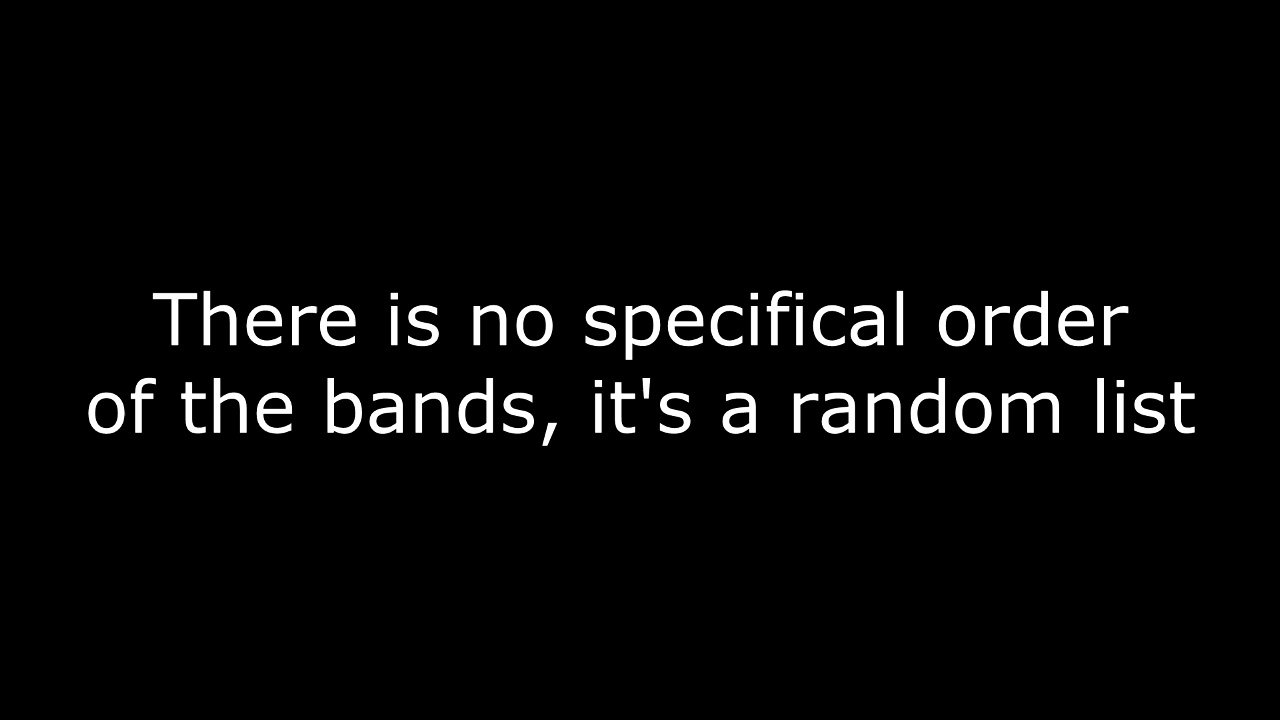 There is no specifical order
of the bands, it's a random list